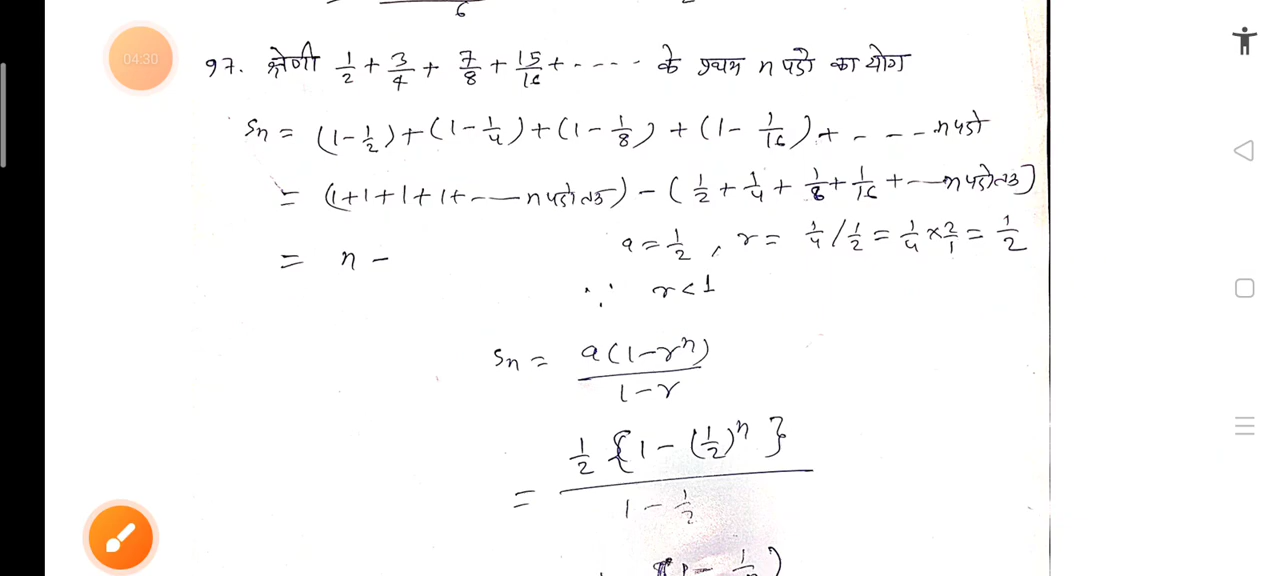 6
04:30
97. श्रेणी 1/2 + 3/4 + 7/8 + 15/16 + ---- के प्रथम n पदों का योग
Sn = (1-1/2)+(1-1/4)+(1-1/8)+(1-1/16)+ - - - n पदों
= (1+1+1+1+----n पदों तक) - (1/2+1/4+1/8+1/16+----n पदों तक)
= n - a=1/2, r= 1/4 / 1/2 = 1/4 × 2/1 = 1/2
∵ r<1
Sn = a(1-rⁿ)/1-r
= 1/2 {1-(1/2)ⁿ}/1-1/2